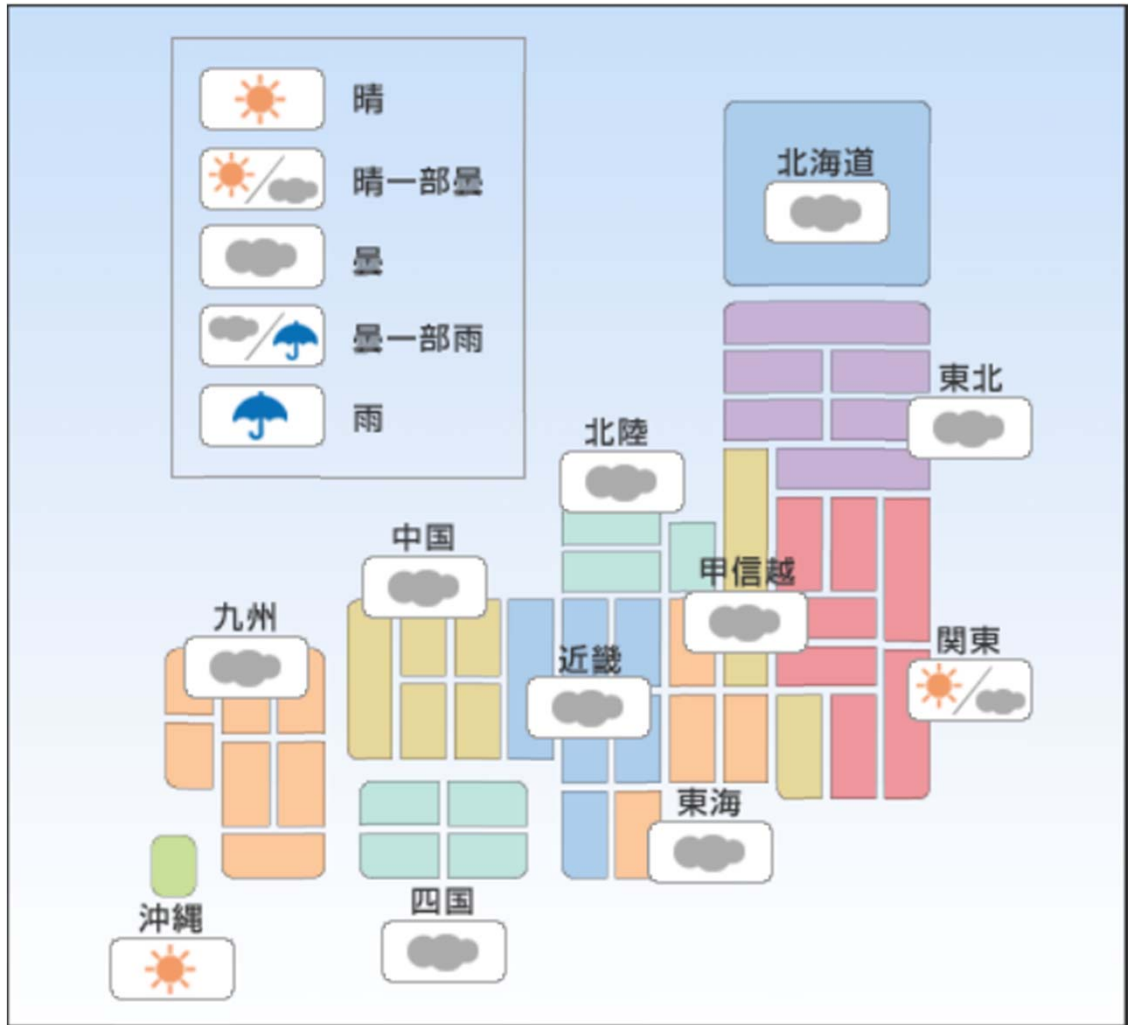 晴
晴一部曇
曇
曇一部雨
雨
北海道
東北
北陸
中国
甲信越
九州
関東
近畿
東海
四国
沖縄